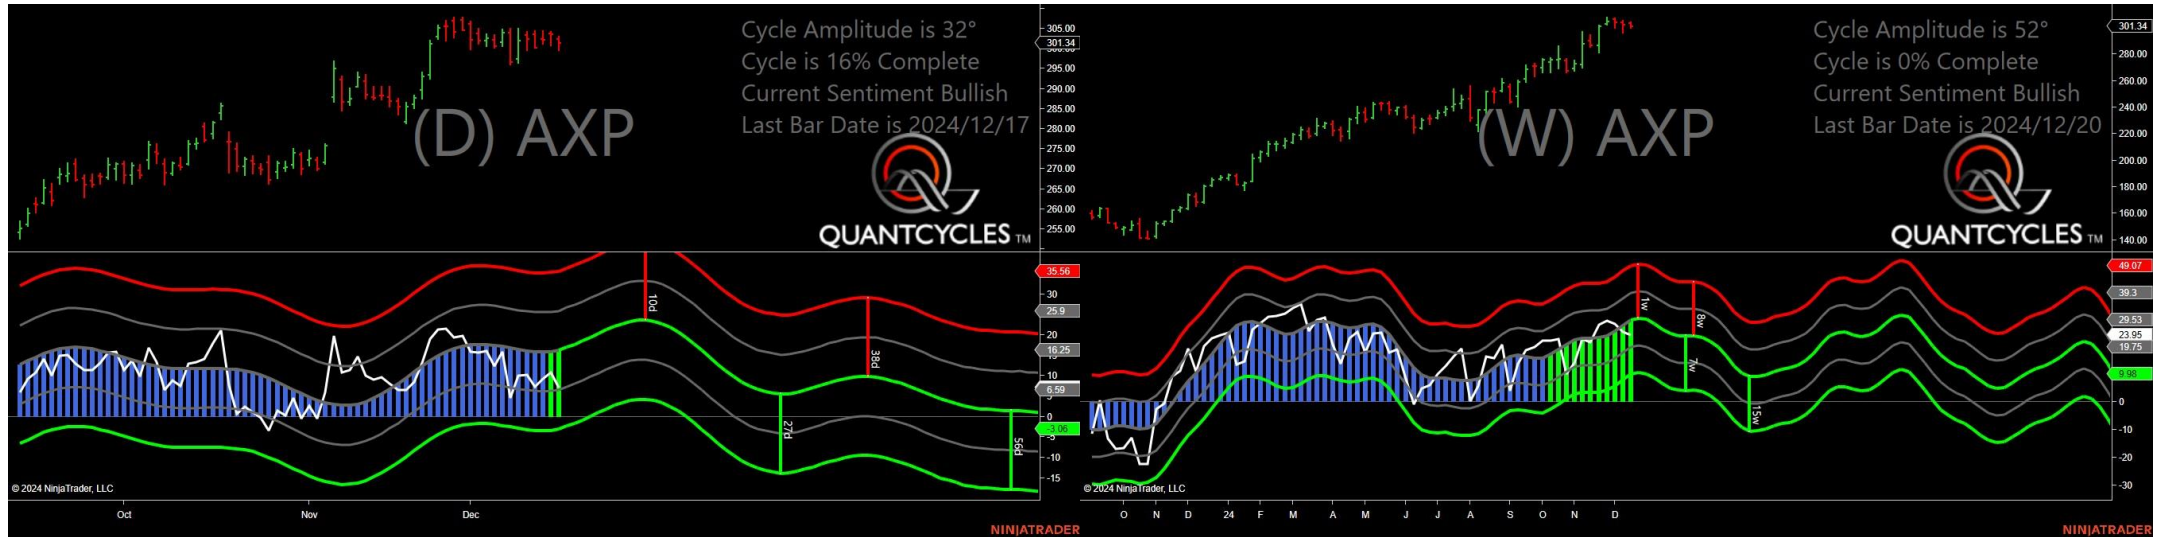 Cycle Amplitude is 32°
Cycle is 16% Complete
Current Sentiment Bullish
Last Bar Date is 2024/12/17
(D) AXP
QUANTCYCLES TM
305.00
301.34
300.00
295.00
290.00
285.00
280.00
275.00
270.00
265.00
260.00
255.00
35.56
30
25.9
20
16.25
10
6.59
0
-3.06
-5
-10
-15
10d
38d
27d
56d
© 2024 NinjaTrader, LLC
Oct Nov Dec
NINJATRADER
Cycle Amplitude is 52°
Cycle is 0% Complete
Current Sentiment Bullish
Last Bar Date is 2024/12/20
(W) AXP
QUANTCYCLES TM
301.34
280.00
260.00
240.00
220.00
200.00
180.00
160.00
140.00
49.07
39.3
29.53
23.95
19.75
9.98
0
-10
-20
-30
1w
8w
7w
15w
© 2024 NinjaTrader, LLC
O N D 24 F M A M J J A S O N D
NINJATRADER